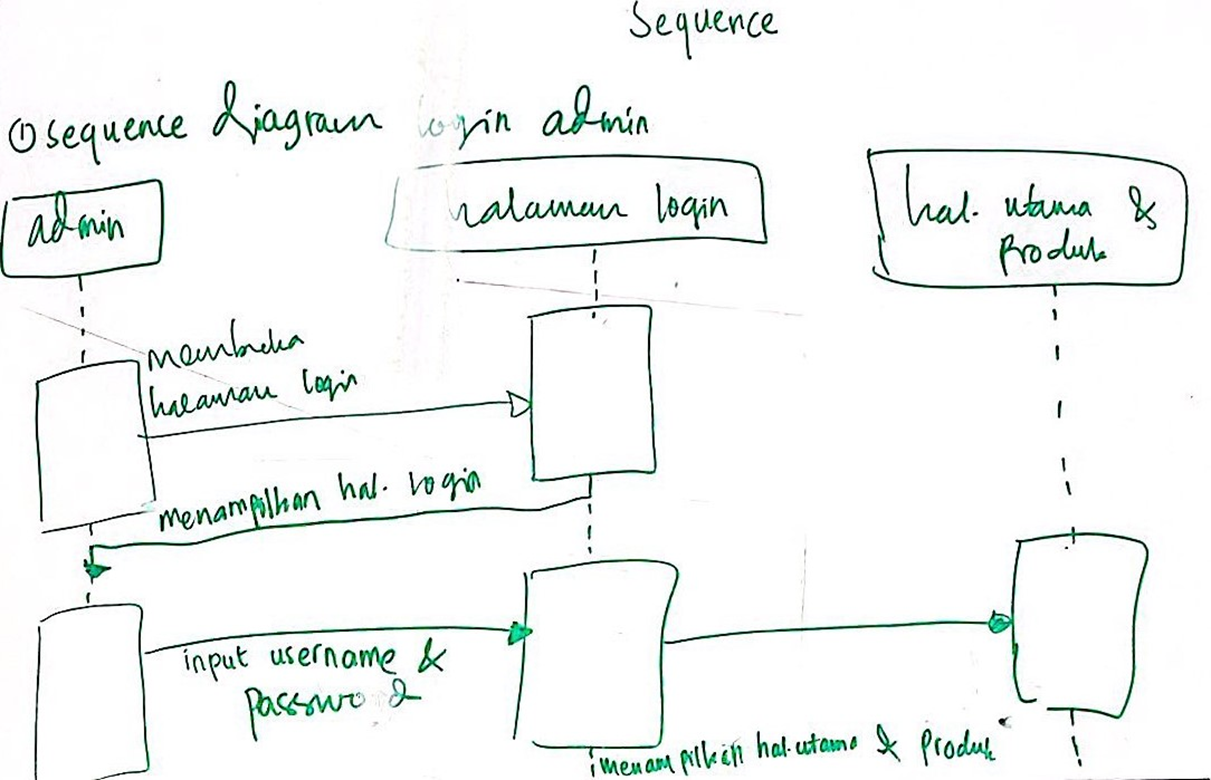 Sequence
① sequence diagram login admin
admin
halaman login
hal. utama &
Produk
membuka
halaman login
menampilkan hal. login
input username &
passwod
menampilkan hal.utama & produk